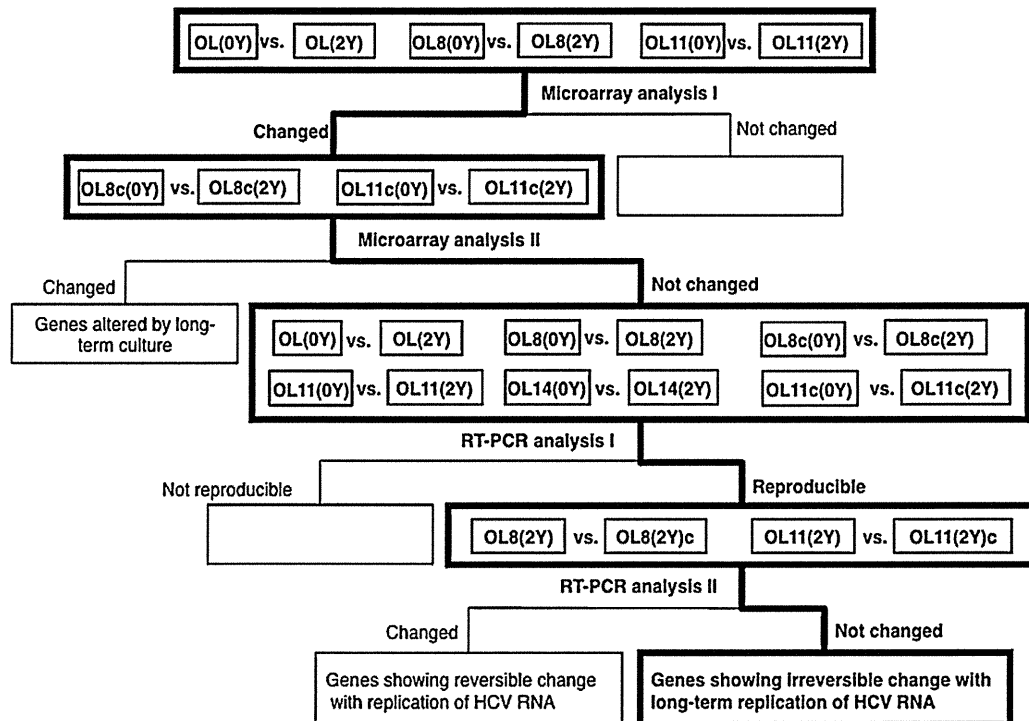 OL(0Y) vs. OL(2Y) OL8(0Y) vs. OL8(2Y) OL11(0Y) vs. OL11(2Y)
Microarray analysis I
Changed
Not changed
OL8c(0Y) vs. OL8c(2Y) OL11c(0Y) vs. OL11c(2Y)
Microarray analysis II
Changed
Not changed
Genes altered by long-
term culture
OL(0Y) vs. OL(2Y) OL8(0Y) vs. OL8(2Y) OL8c(0Y) vs. OL8c(2Y)
OL11(0Y) vs. OL11(2Y) OL14(0Y) vs. OL14(2Y) OL11c(0Y) vs. OL11c(2Y)
RT-PCR analysis I
Not reproducible
Reproducible
OL8(2Y) vs. OL8(2Y)c OL11(2Y) vs. OL11(2Y)c
RT-PCR analysis II
Changed
Not changed
Genes showing reversible change
with replication of HCV RNA
Genes showing irreversible change with
long-term replication of HCV RNA